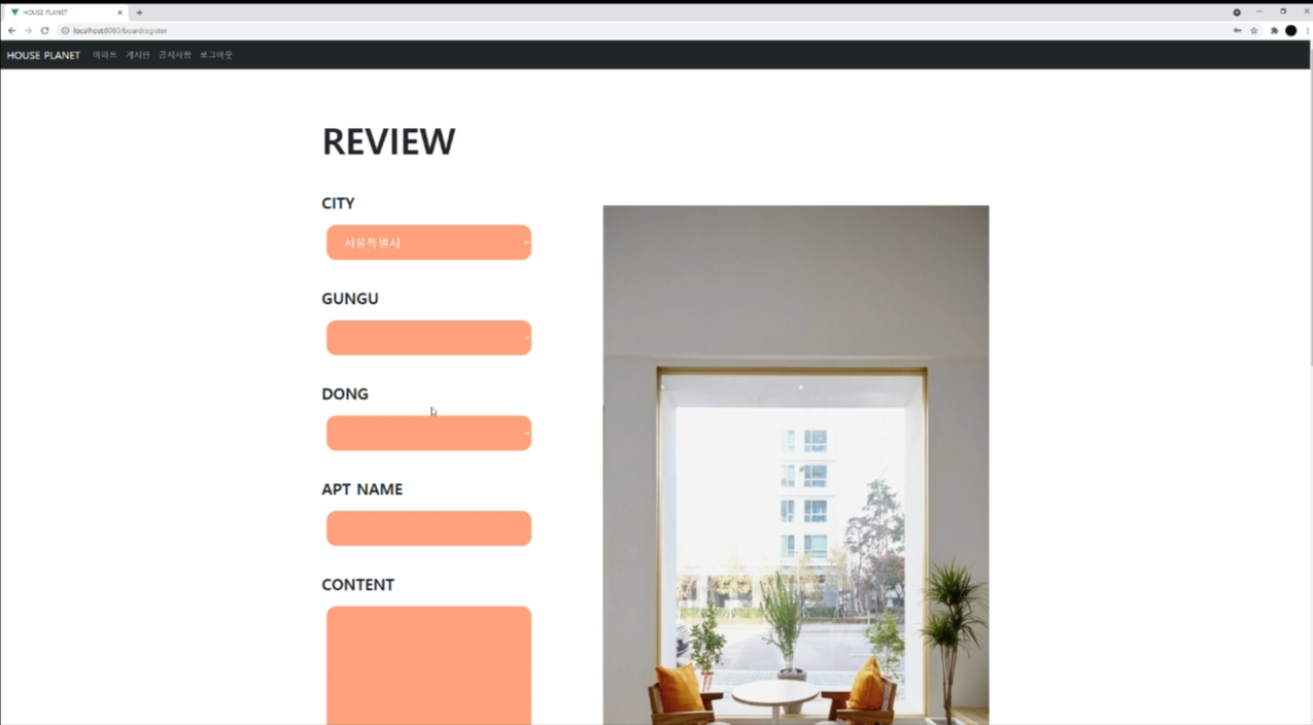 HOUSE PLANET
localhost:8080/boardregister
HOUSE PLANET 아파트 게시판 공지사항 로그아웃
REVIEW
CITY
서울특별시
GUNGU
DONG
APT NAME
CONTENT